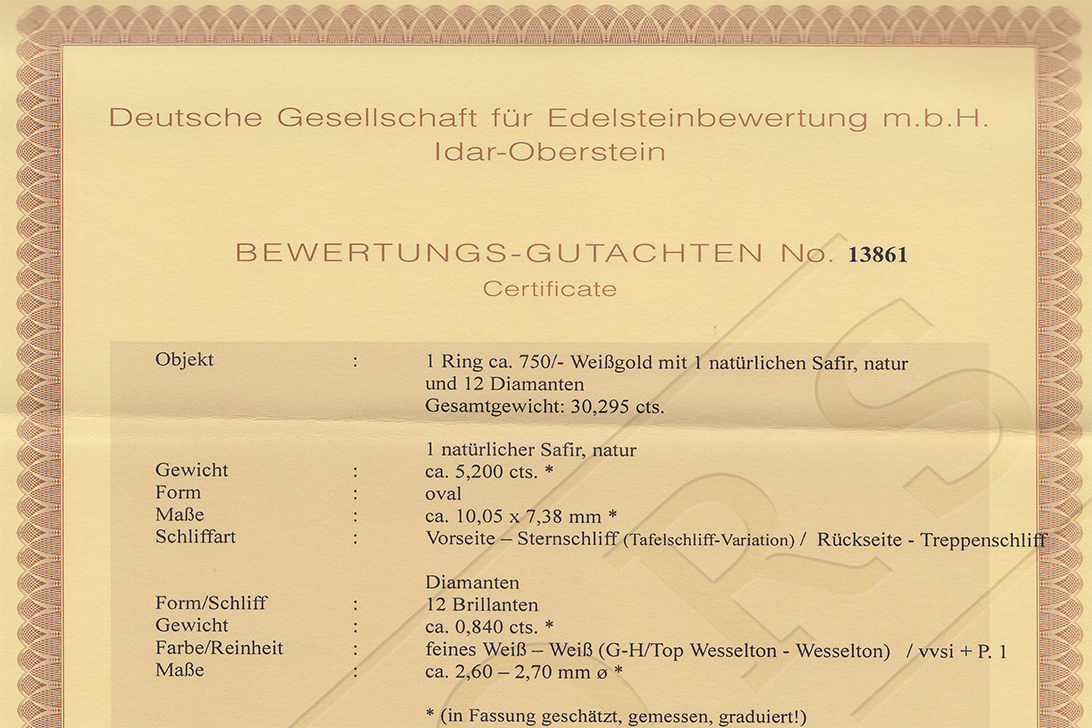 Deutsche Gesellschaft für Edelsteinbewertung m.b.H.
Idar-Oberstein
BEWERTUNGS-GUTACHTEN No. 13861
Certificate
Objekt : 1 Ring ca. 750/- Weißgold mit 1 natürlichen Safir, natur
und 12 Diamanten
Gesamtgewicht: 30,295 cts.
1 natürlicher Safir, natur
Gewicht : ca. 5,200 cts. *
Form : oval
Maße : ca. 10,05 x 7,38 mm *
Schliffart : Vorseite – Sternschliff (Tafelschliff-Variation) / Rückseite - Treppenschliff
Diamanten
Form/Schliff : 12 Brillanten
Gewicht : ca. 0,840 cts. *
Farbe/Reinheit : feines Weiß – Weiß (G-H/Top Wesselton - Wesselton) / vvsi + P. 1
Maße : ca. 2,60 – 2,70 mm ø *
* (in Fassung geschätzt, gemessen, graduiert!)